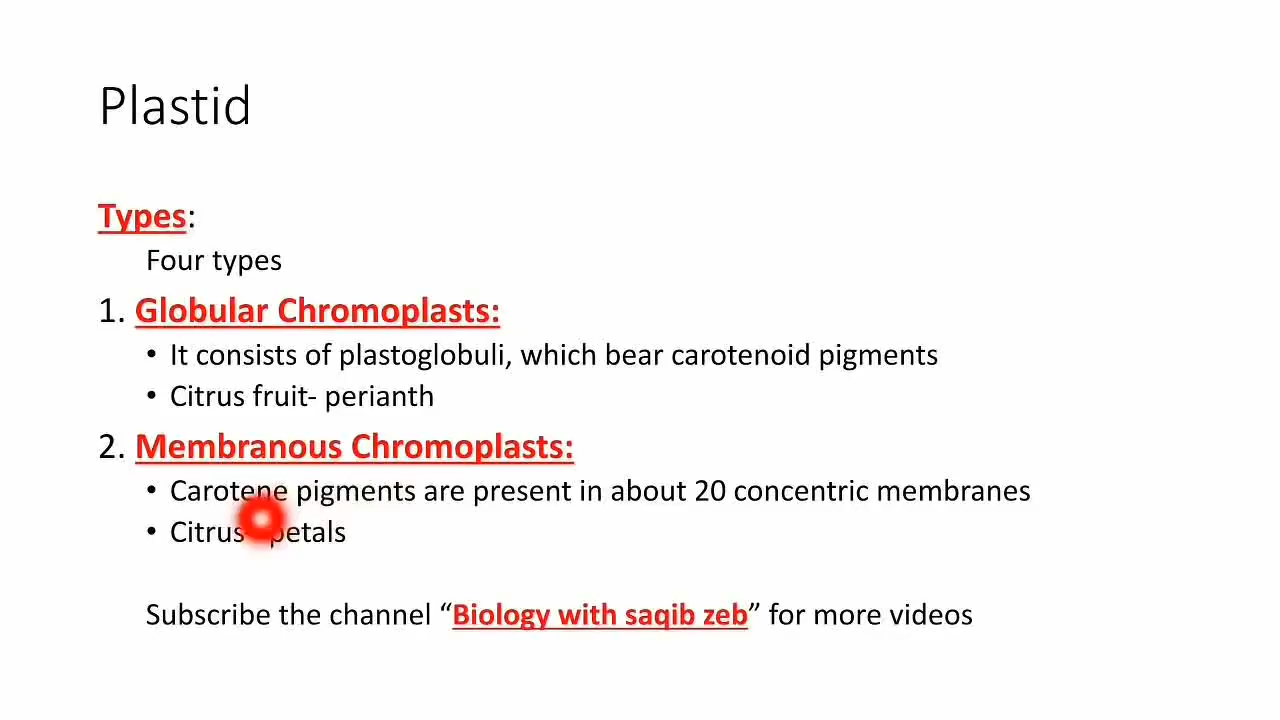 Plastid
Types:
Four types
1. Globular Chromoplasts:
• It consists of plastoglobuli, which bear carotenoid pigments
• Citrus fruit- perianth
2. Membranous Chromoplasts:
• Carotene pigments are present in about 20 concentric membranes
• Citrus- petals
Subscribe the channel “Biology with saqib zeb” for more videos